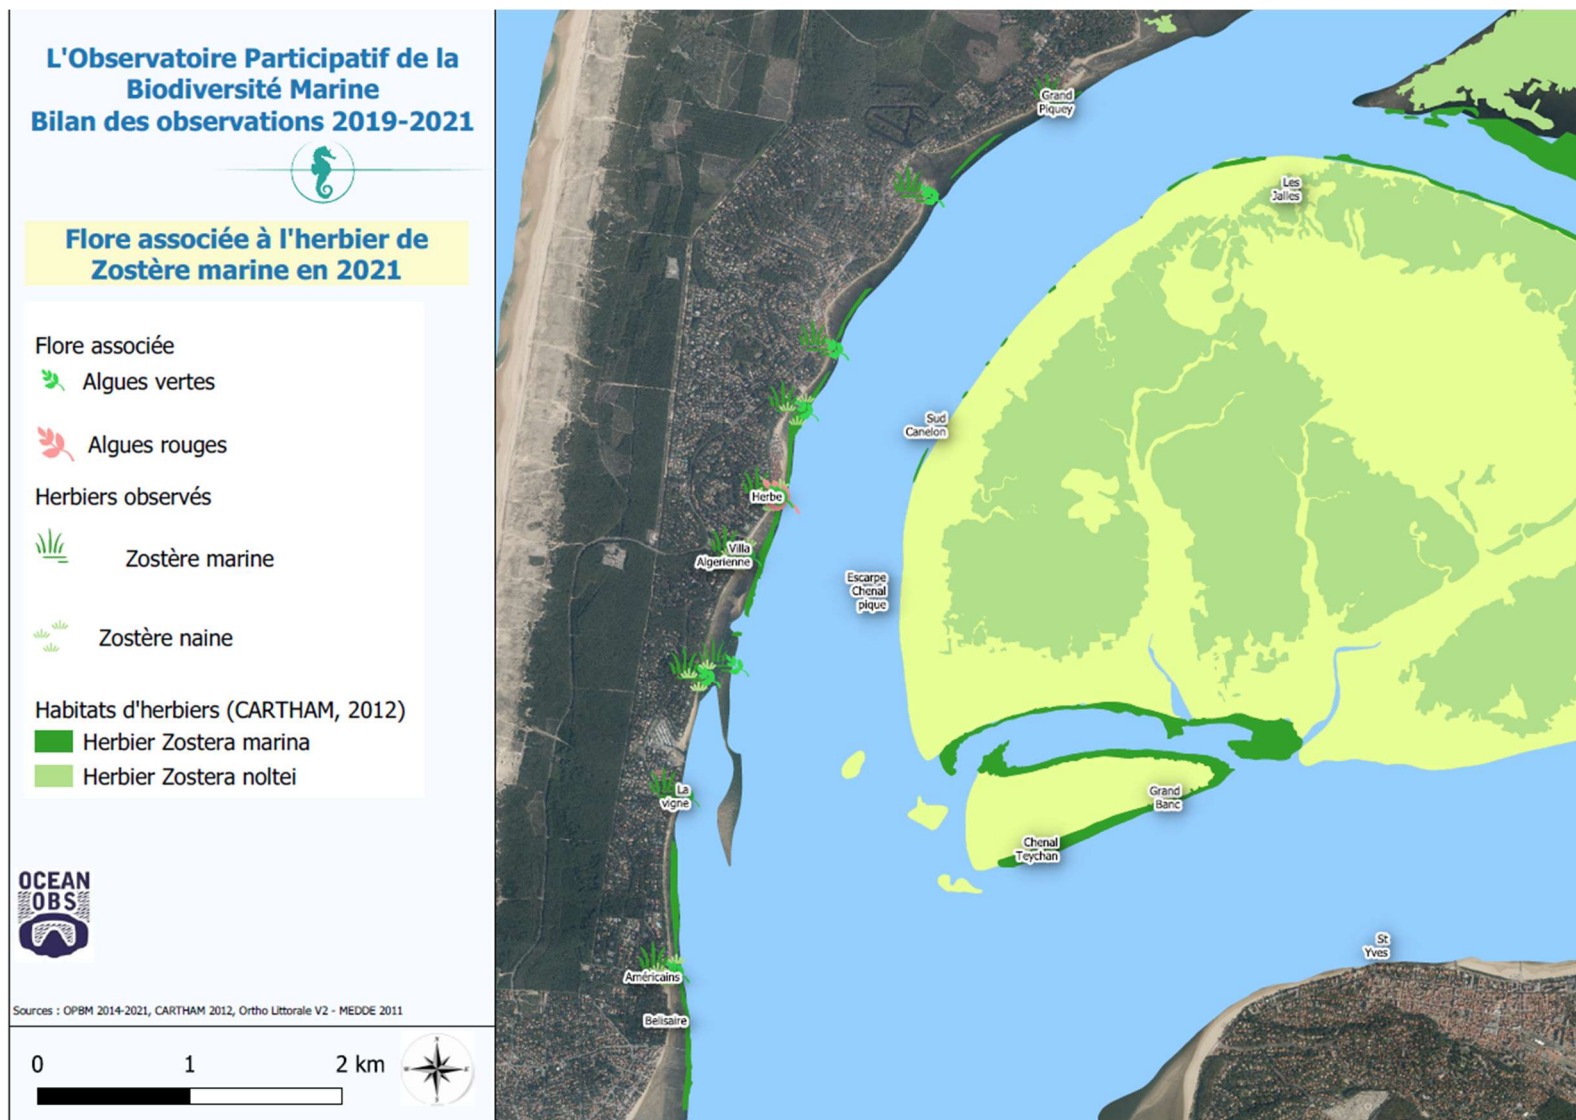 L'Observatoire Participatif de la
Biodiversité Marine
Bilan des observations 2019-2021
Flore associée à l'herbier de
Zostère marine en 2021
Flore associée
Algues vertes
Algues rouges
Herbiers observés
Zostère marine
Zostère naine
Habitats d'herbiers (CARTHAM, 2012)
Herbier Zostera marina
Herbier Zostera noltei
OCEAN
OBS
Sources : OPBM 2014-2021, CARTHAM 2012, Ortho Littorale V2 - MEDDE 2011
0 1 2 km
Grand
Piquey
Les
Jalles
Sud
Canelon
Herbe
Villa
Algerienne
Escarpe
Chenal
pique
La
vigne
Grand
Banc
Chenal
Teychan
St
Yves
Américains
Belisaire